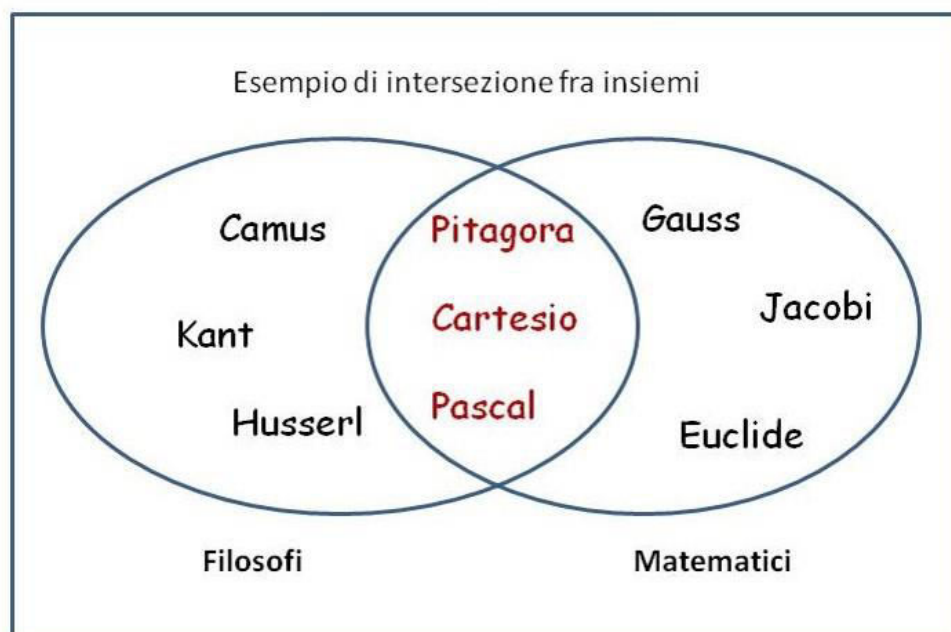 Esempio di intersezione fra insiemi
Camus
Pitagora
Gauss
Kant
Cartesio
Jacobi
Husserl
Pascal
Euclide
Filosofi
Matematici